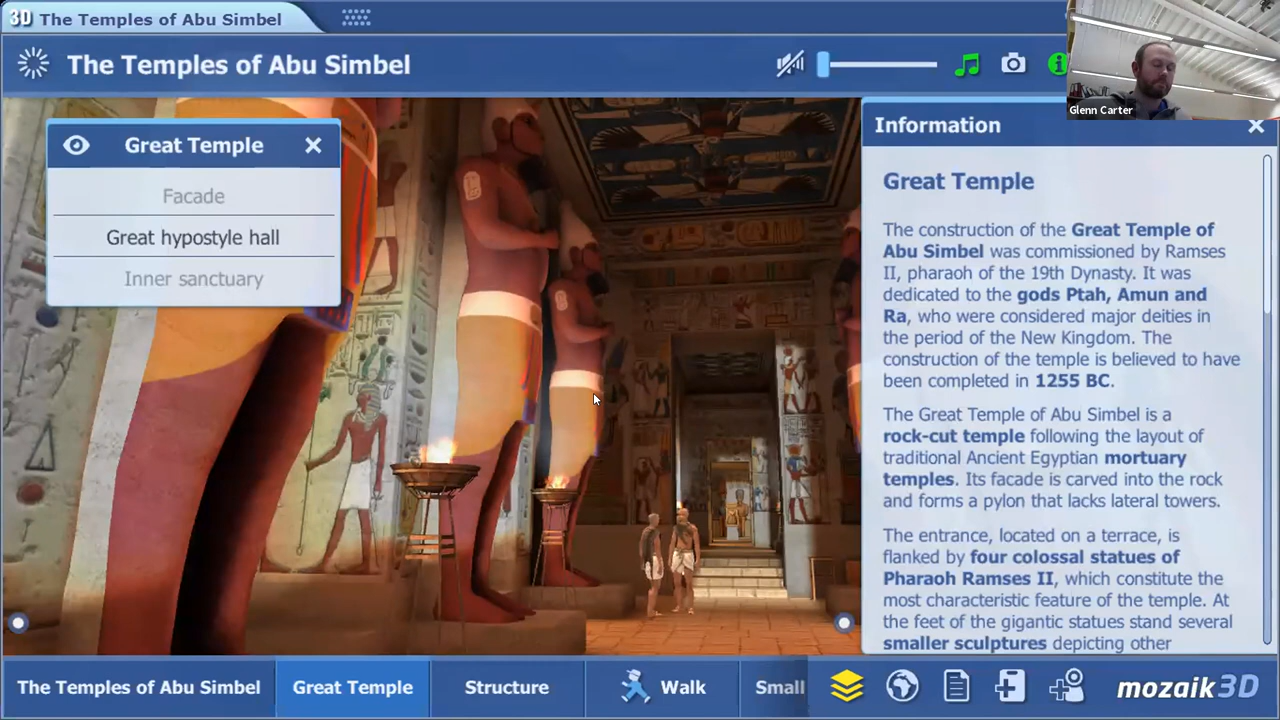 3D The Temples of Abu Simbel
The Temples of Abu Simbel
Glenn Carter
Great Temple
Facade
Great hypostyle hall
Inner sanctuary
Information
Great Temple
The construction of the Great Temple of
Abu Simbel was commissioned by Ramses
II, pharaoh of the 19th Dynasty. It was
dedicated to the gods Ptah, Amun and
Ra, who were considered major deities in
the period of the New Kingdom. The
construction of the temple is believed to have
been completed in 1255 BC.
The Great Temple of Abu Simbel is a
rock-cut temple following the layout of
traditional Ancient Egyptian mortuary
temples. Its facade is carved into the rock
and forms a pylon that lacks lateral towers.
The entrance, located on a terrace, is
flanked by four colossal statues of
Pharaoh Ramses II, which constitute the
most characteristic feature of the temple. At
the feet of the gigantic statues stand several
smaller sculptures depicting other
The Temples of Abu Simbel
Great Temple
Structure
Walk
Small
mozaik3D